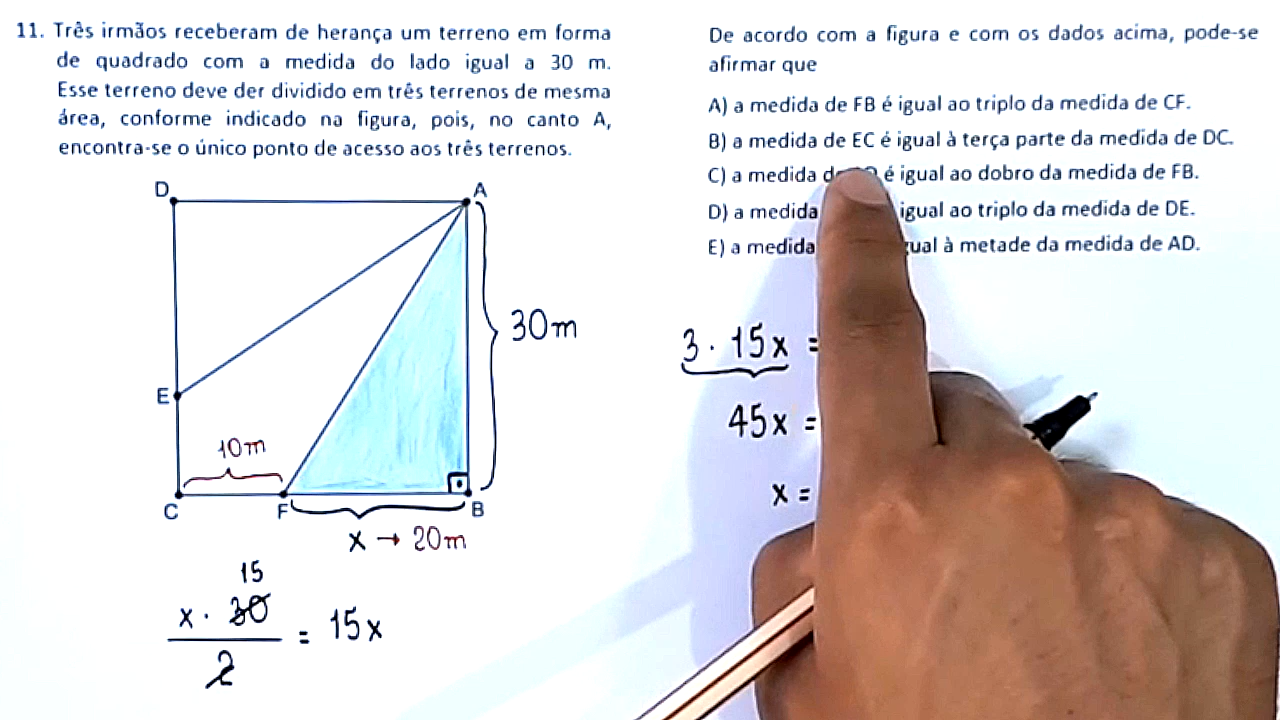 11. Três irmãos receberam de herança um terreno em forma
de quadrado com a medida do lado igual a 30 m.
Esse terreno deve der dividido em três terrenos de mesma
área, conforme indicado na figura, pois, no canto A,
encontra-se o único ponto de acesso aos três terrenos.
D
A
30m
E
10m
C
F
B
x → 20m
15
x · 30
2
= 15x
De acordo com a figura e com os dados acima, pode-se
afirmar que
A) a medida de FB é igual ao triplo da medida de CF.
B) a medida de EC é igual à terça parte da medida de DC.
C) a medida é igual ao dobro da medida de FB.
D) a medida igual ao triplo da medida de DE.
E) a medida à metade da medida de AD.
3 · 15x =
45x =
x =